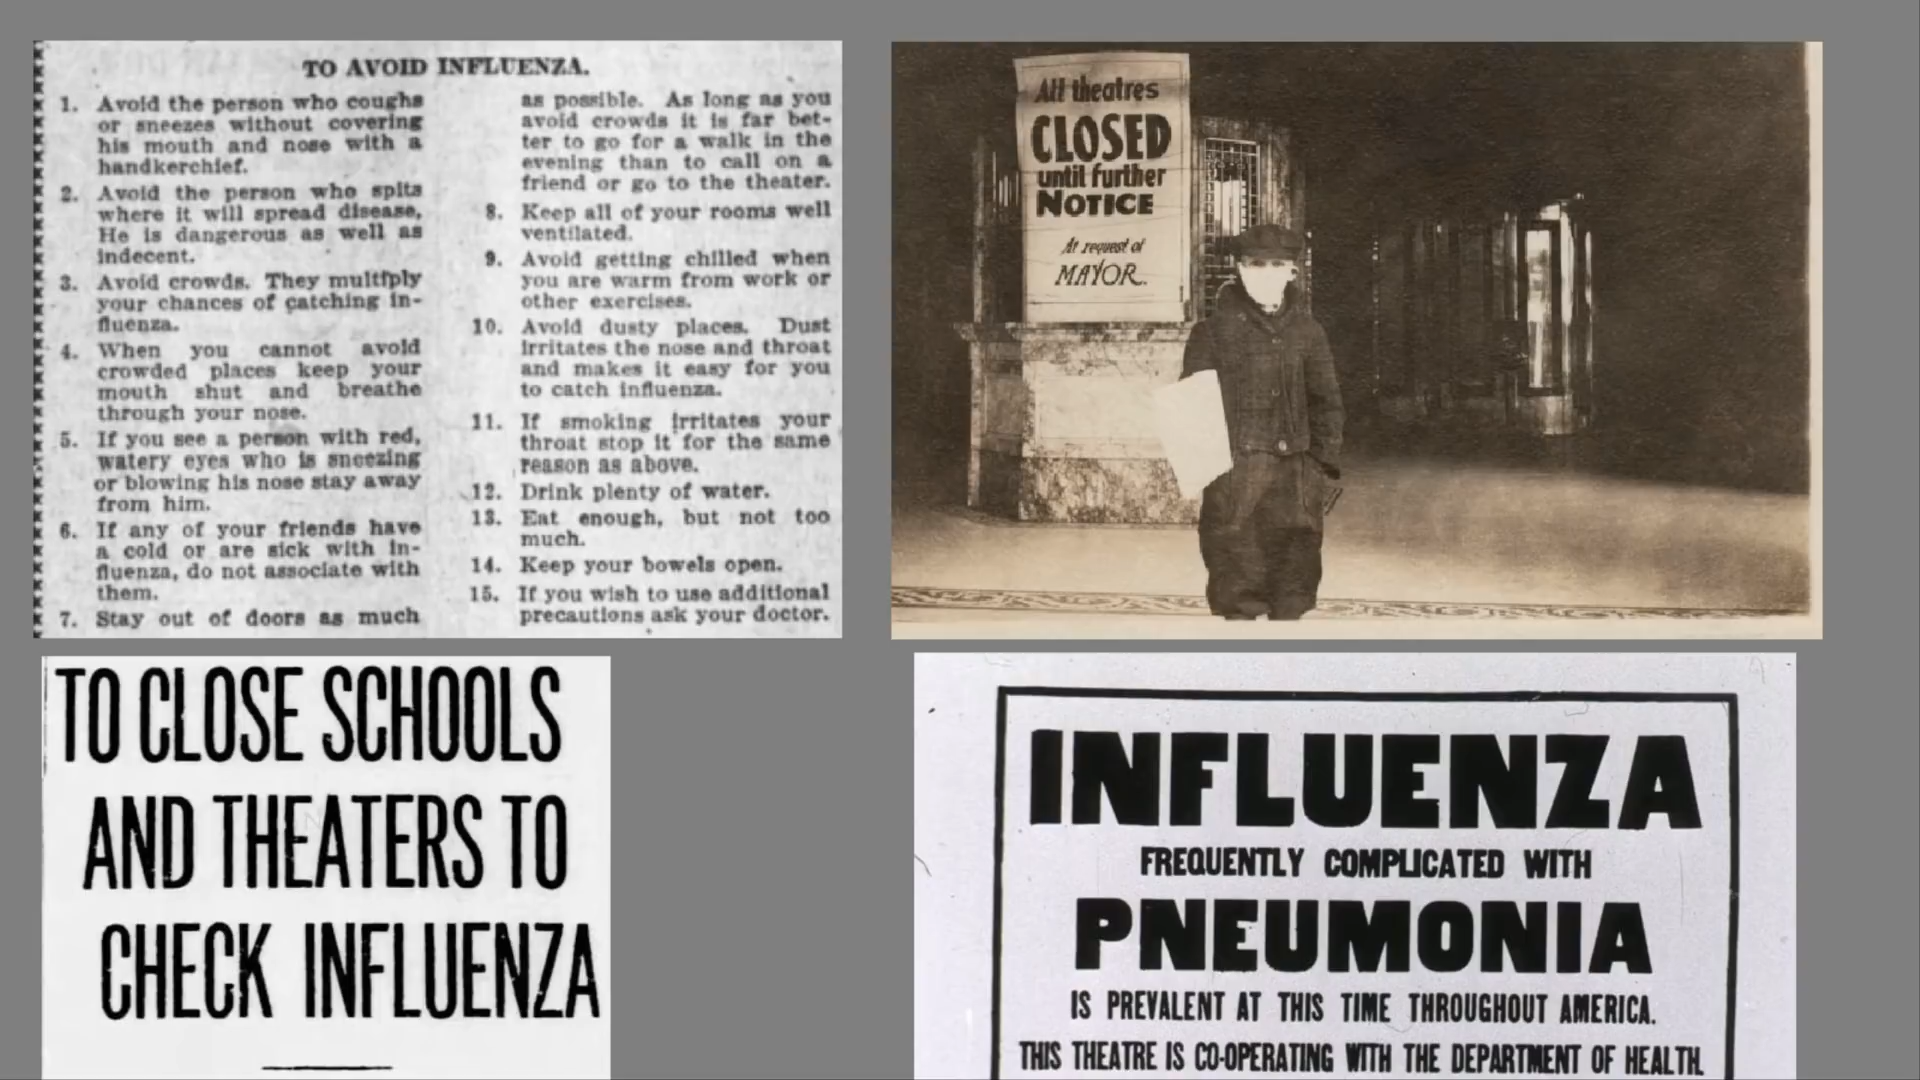 TO AVOID INFLUENZA.
1. Avoid the person who coughs
or sneezes without covering
his mouth and nose with a
handkerchief.
2. Avoid the person who spits
where it will spread disease,
He is dangerous as well as
indecent.
3. Avoid crowds. They multiply
your chances of catching in-
fluenza.
4. When you cannot avoid
crowded places keep your
mouth shut and breathe
through your nose.
5. If you see a person with red,
watery eyes who is sneezing
or blowing his nose stay away
from him.
6. If any of your friends have
a cold or are sick with in-
fluenza, do not associate with
them.
7. Stay out of doors as much
as possible. As long as you
avoid crowds it is far bet-
ter to go for a walk in the
evening than to call on a
friend or go to the theater.
8. Keep all of your rooms well
ventilated.
9. Avoid getting chilled when
you are warm from work or
other exercises.
10. Avoid dusty places. Dust
irritates the nose and throat
and makes it easy for you
to catch influenza.
11. If smoking irritates your
throat stop it for the same
reason as above.
12. Drink plenty of water.
13. Eat enough, but not too
much.
14. Keep your bowels open.
15. If you wish to use additional
precautions ask your doctor.
All theatres
CLOSED
until further
NOTICE
At request of
MAYOR.
TO CLOSE SCHOOLS
AND THEATERS TO
CHECK INFLUENZA
INFLUENZA
FREQUENTLY COMPLICATED WITH
PNEUMONIA
IS PREVALENT AT THIS TIME THROUGHOUT AMERICA.
THIS THEATRE IS CO-OPERATING WITH THE DEPARTMENT OF HEALTH.